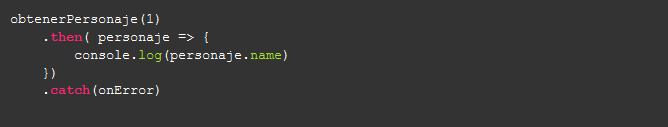 obtenerPersonaje(1)
    .then( personaje => {
        console.log(personaje.name)
    })
    .catch(onError)